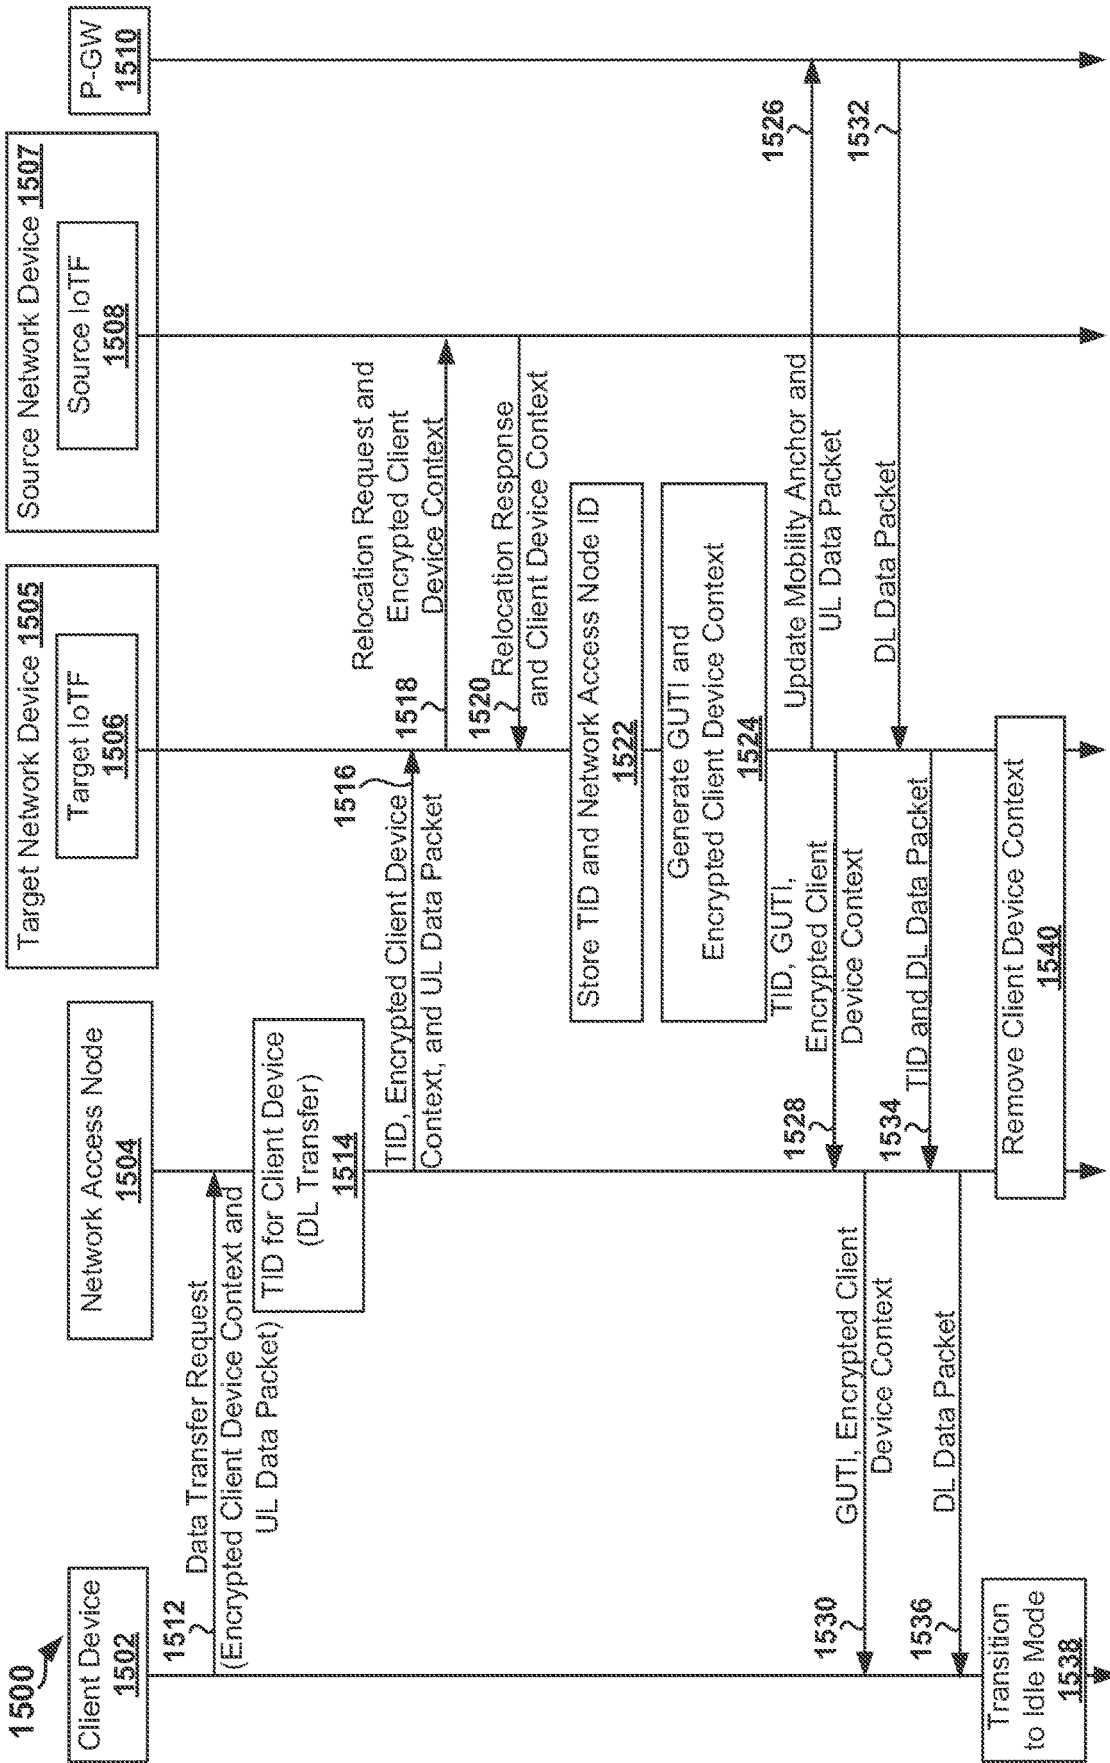 1500
Client Device
1502
Network Access Node
1504
Target Network Device 1505
Target IoTF
1506
Source Network Device 1507
Source IoTF
1508
P-GW
1510
1512
Data Transfer Request
(Encrypted Client Device Context and
UL Data Packet)
TID for Client Device
(DL Transfer)
1514
TID, Encrypted Client Device
Context, and UL Data Packet
1516
1518
Relocation Request and
Encrypted Client
Device Context
1520
Relocation Response
and Client Device Context
Store TID and Network Access Node ID
1522
Generate GUTI and
Encrypted Client Device Context
1524
Update Mobility Anchor and
UL Data Packet
1526
TID, GUTI,
Encrypted Client
Device Context
1528
GUTI, Encrypted Client
Device Context
1530
DL Data Packet
1532
TID and DL Data Packet
1534
DL Data Packet
1536
Transition
to Idle Mode
1538
Remove Client Device Context
1540